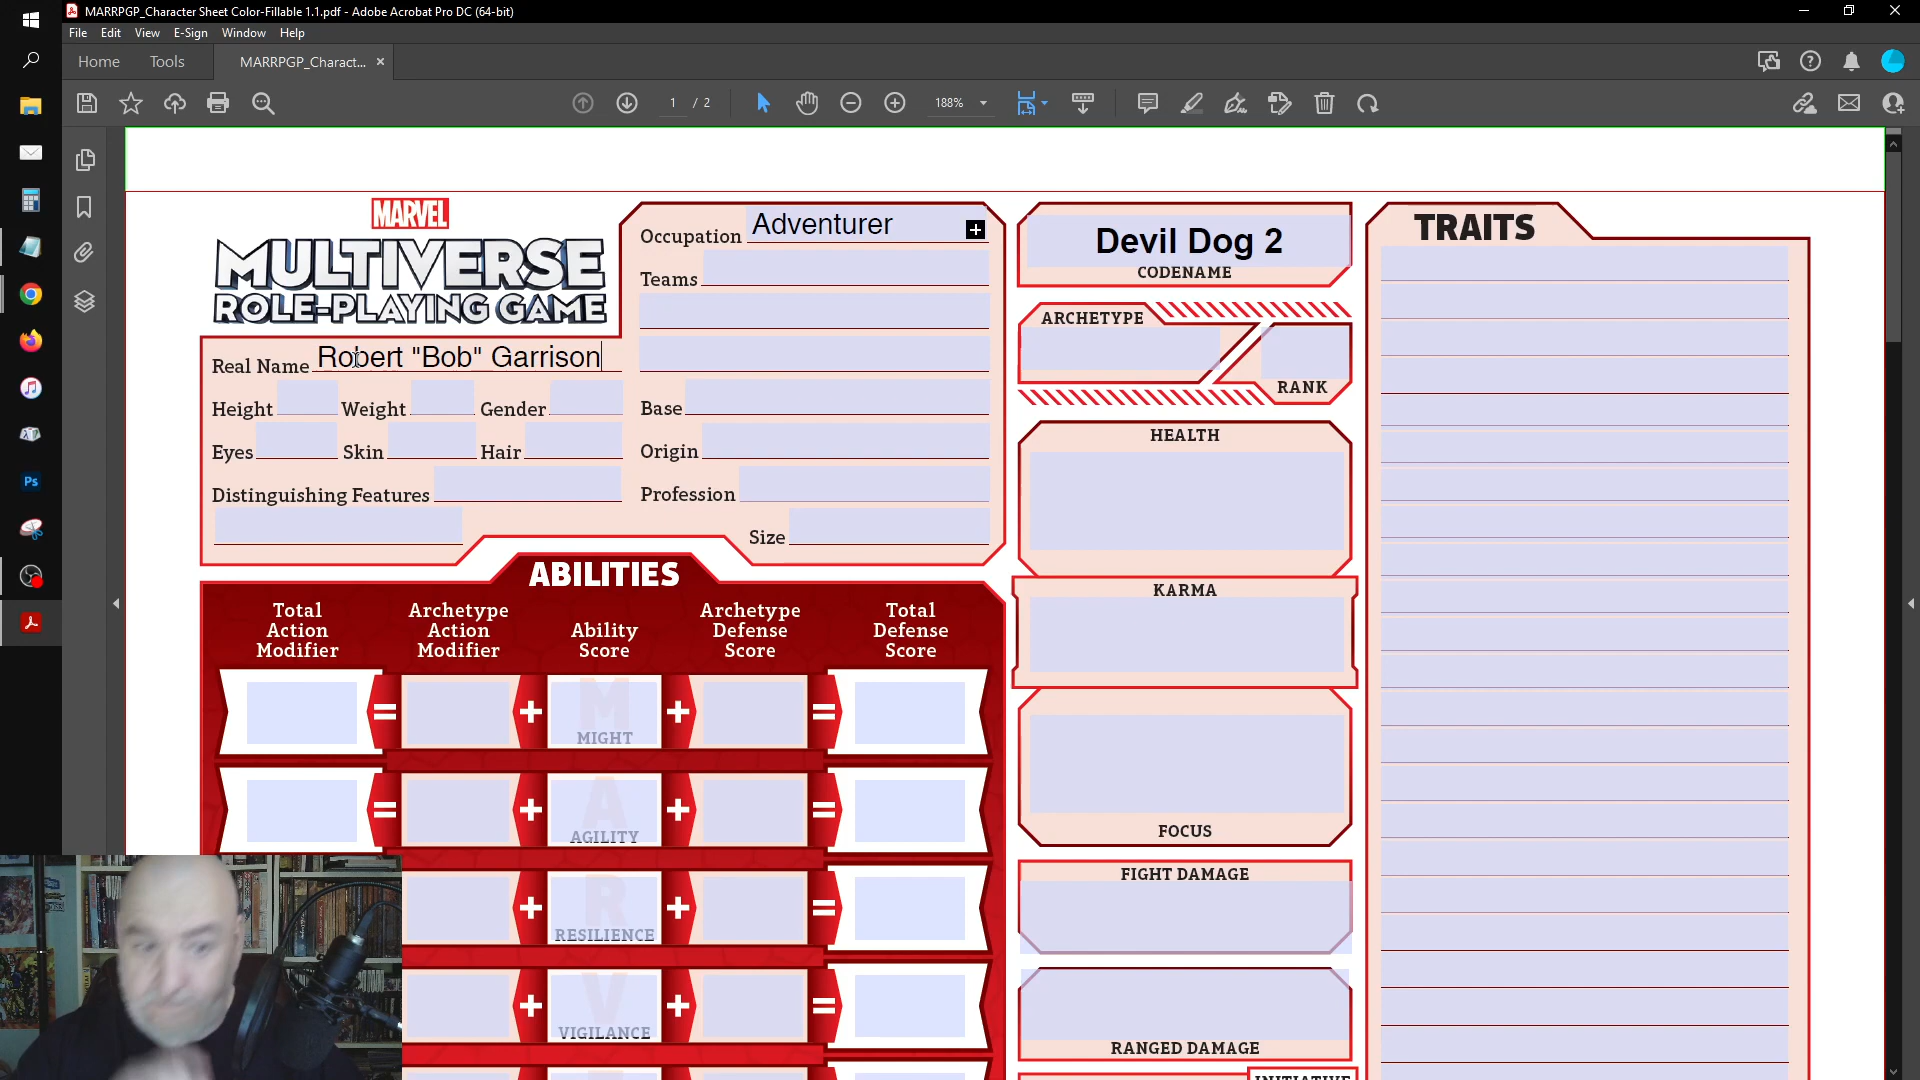 MARRPGP_Character Sheet Color-Fillable 1.1.pdf - Adobe Acrobat Pro DC (64-bit)
File Edit View E-Sign Window Help
Home Tools MARRPGP_Charact... ×
1 / 2 188%
MARVEL
MULTIVERSE
ROLE-PLAYING GAME
Real Name Robert "Bob" Garrison
Height Weight Gender
Eyes Skin Hair
Distinguishing Features
Occupation Adventurer
Teams
Base
Origin
Profession
Size
Devil Dog 2
CODENAME
ARCHETYPE
RANK
HEALTH
KARMA
FOCUS
FIGHT DAMAGE
RANGED DAMAGE
INITIATIVE
TRAITS
ABILITIES
Total Action Modifier
Archetype Action Modifier
Ability Score
Archetype Defense Score
Total Defense Score
= + M + =
MIGHT
= + A + =
AGILITY
+ R + =
RESILIENCE
+ V + =
VIGILANCE
Ps